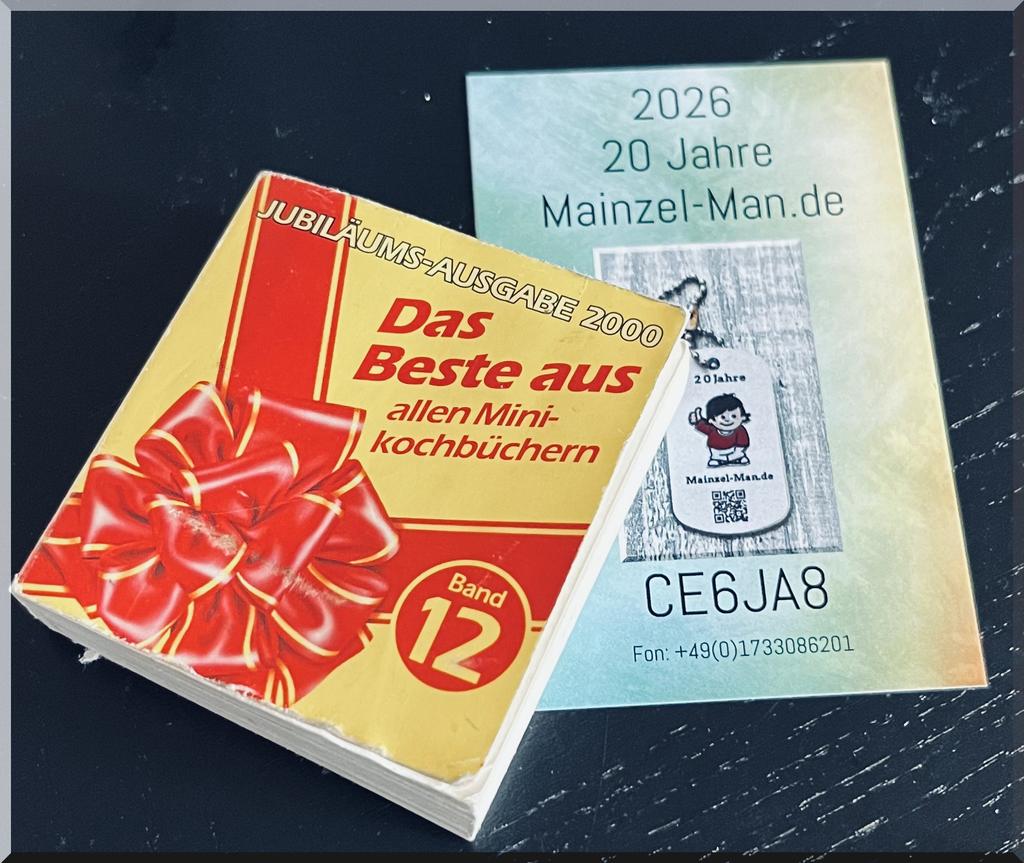 JUBILÄUMS-AUSGABE 2000
Das
Beste aus
allen Mini-
kochbüchern
Band
12
2026
20 Jahre
Mainzel-Man.de
20 Jahre
Mainzel-Man.de
CE6JA8
Fon: +49(0)1733086201